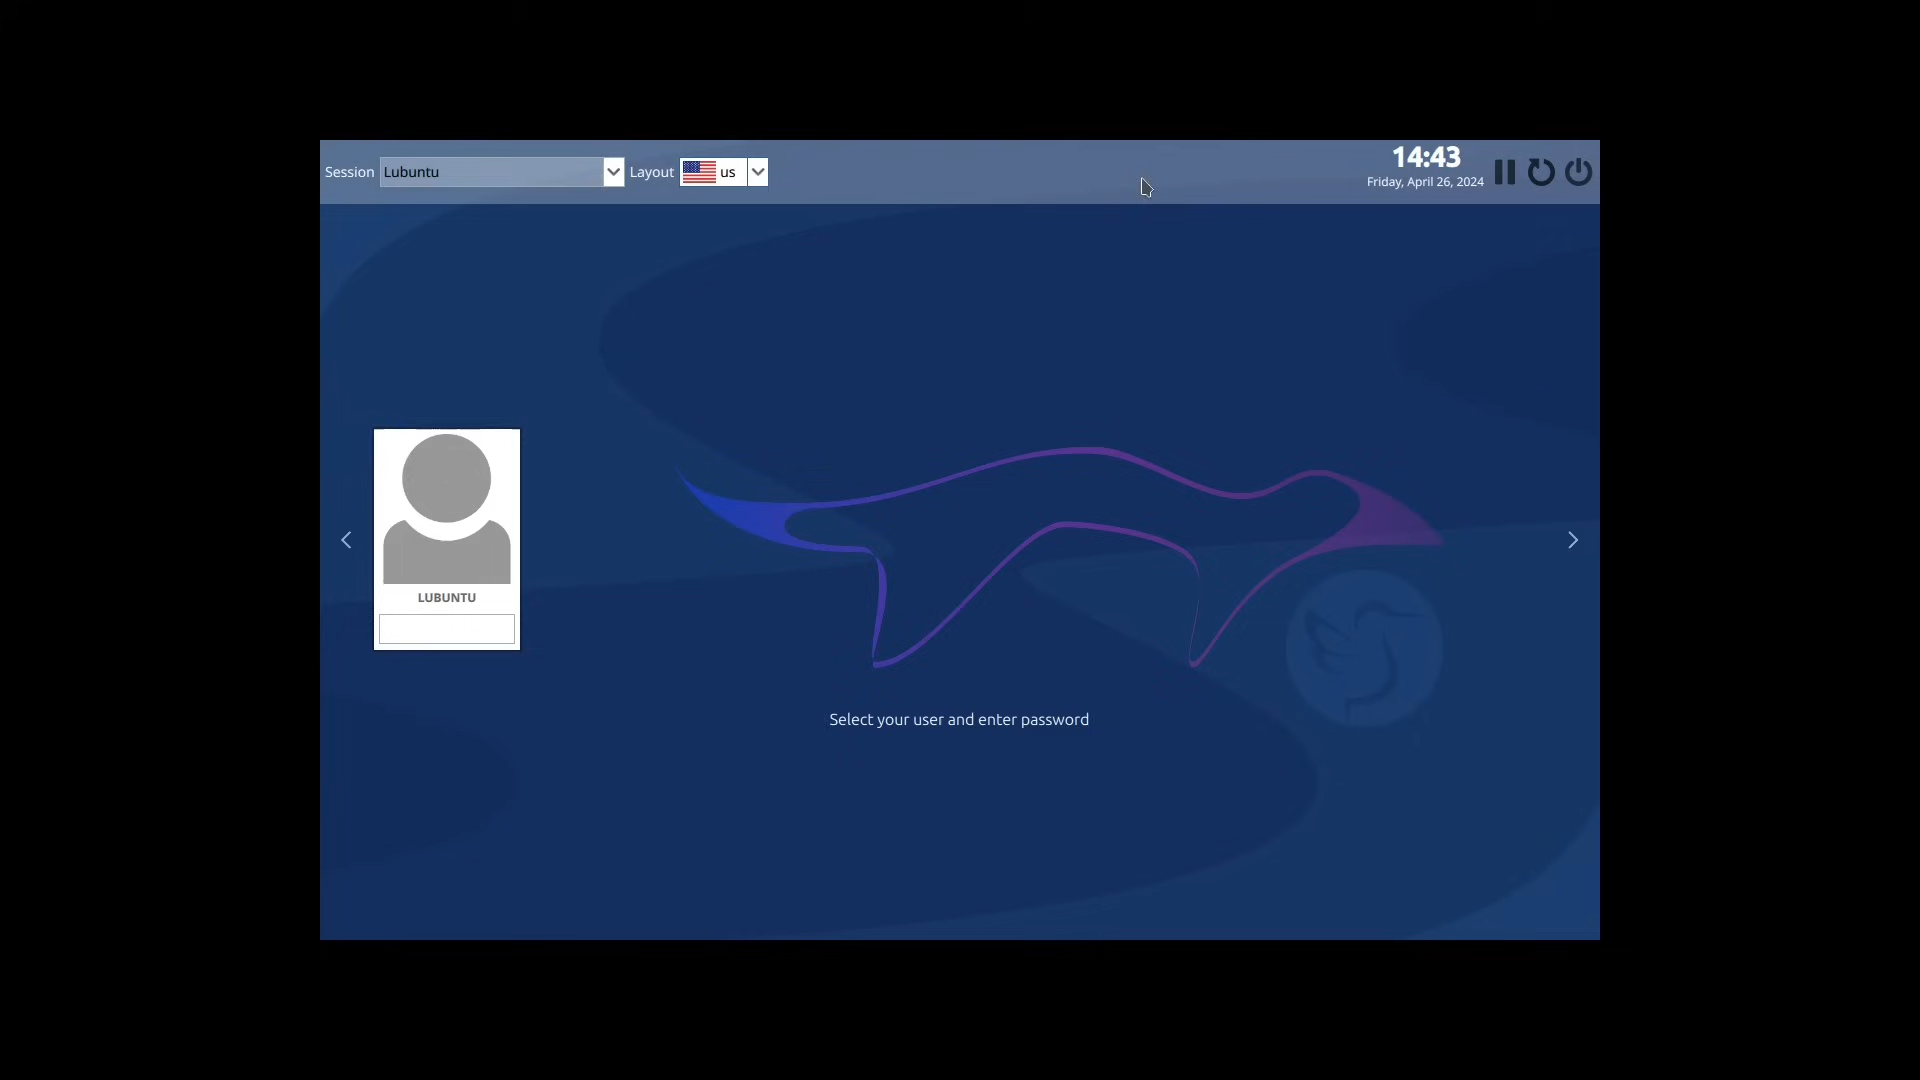 Session Lubuntu Layout us 14:43
Friday, April 26, 2024
LUBUNTU
Select your user and enter password